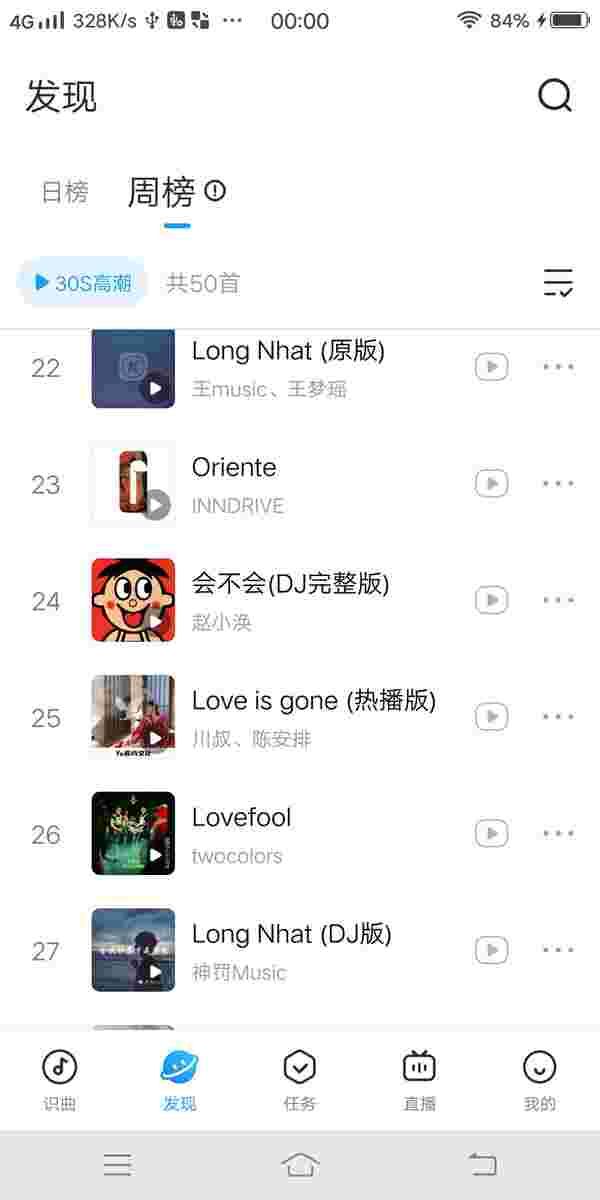 4G 328K/s 00:00 84%
发现
日榜 周榜
30S高潮 共50首
22 Long Nhat (原版)
王music、王梦瑶
23 Oriente
INNDRIVE
24 会不会(DJ完整版)
赵小涣
25 Love is gone (热播版)
川叔、陈安排
26 Lovefool
twocolors
27 Long Nhat (DJ版)
神罚Music
识曲 发现 任务 直播 我的